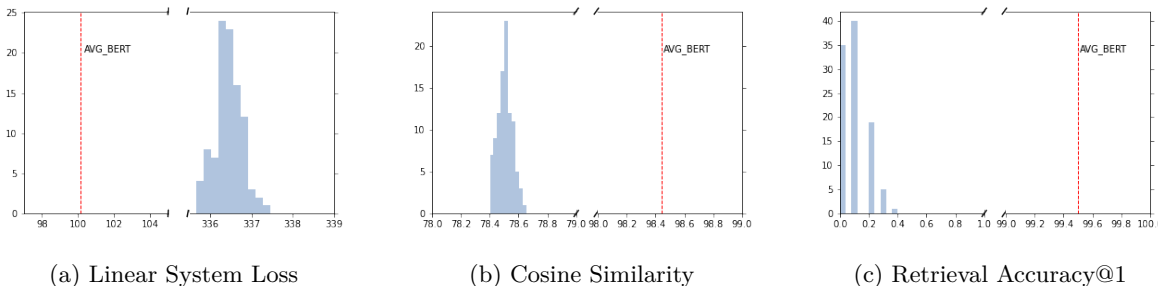 25
20
15
10
5
0
AVG_BERT
98 100 102 104 336 337 338 339
20
15
10
5
0
AVG_BERT
78.0 78.2 78.4 78.6 78.8 79.0 98.0 98.2 98.4 98.6 98.8 99.0
40
35
30
25
20
15
10
5
0
AVG_BERT
0.0 0.2 0.4 0.6 0.8 1.0 99.0 99.2 99.4 99.6 99.8 100.
(a) Linear System Loss (b) Cosine Similarity (c) Retrieval Accuracy@1